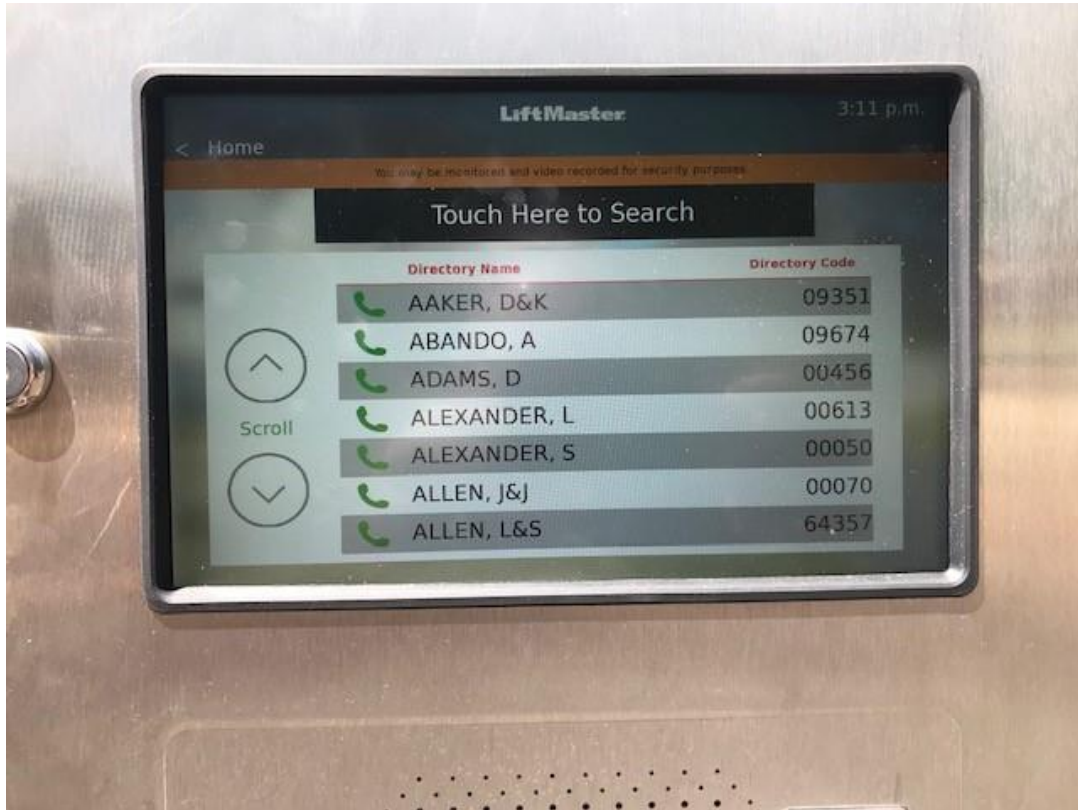 LiftMaster 3:11 p.m.
< Home
You may be monitored and video recorded for security purposes
Touch Here to Search
Directory Name Directory Code
AAKER, D&K 09351
ABANDO, A 09674
ADAMS, D 00456
ALEXANDER, L 00613
Scroll
ALEXANDER, S 00050
ALLEN, J&J 00070
ALLEN, L&S 64357